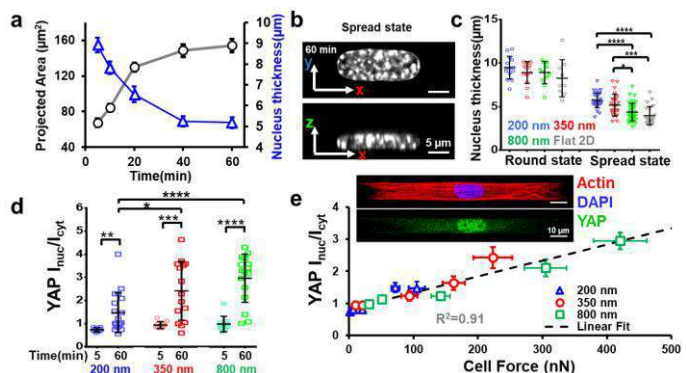 a
Projected Area (μm²)
160
120
80
40
0
20
40
60
Time(min)
10
9
8
7
6
5
4
3
2
Nucleus thickness(μm)
b
Spread state
60 min
y
x
z
x
5 μm
c
Nucleus thickness(μm)
15
10
5
0
****
****
***
*
Round state
Spread state
200 nm 350 nm
800 nm Flat 2D
d
YAP Inuc/Icyt
5
4
3
2
1
0
****
*
**
***
****
Time(min) 5 60 5 60 5 60
200 nm 350 nm 800 nm
e
Actin
DAPI
YAP
10 μm
YAP Inuc/Icyt
4
3
2
1
0
R²=0.91
200 nm
350 nm
800 nm
Linear Fit
0 100 200 300 400 500
Cell Force (nN)